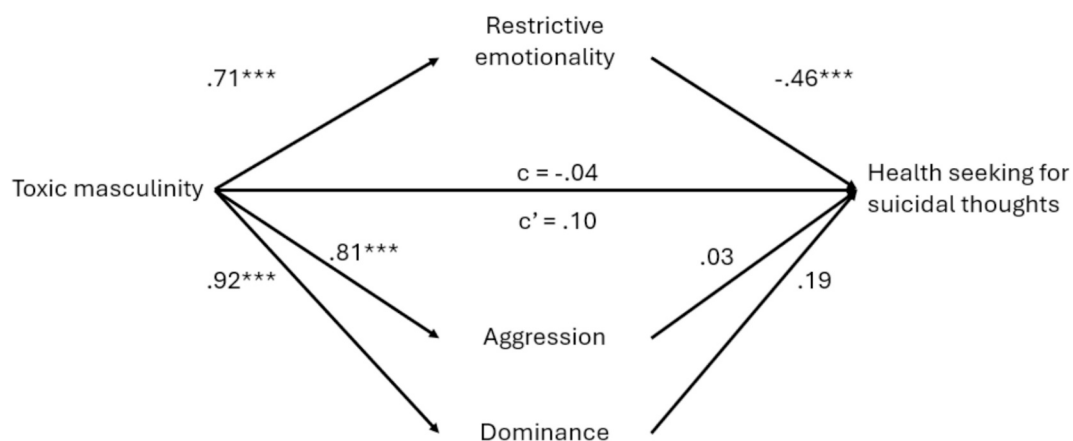 Restrictive
emotionality
.71***
-.46***
c = -.04
Toxic masculinity
Health seeking for
suicidal thoughts
c’ = .10
.81***
.03
.92***
.19
Aggression
Dominance